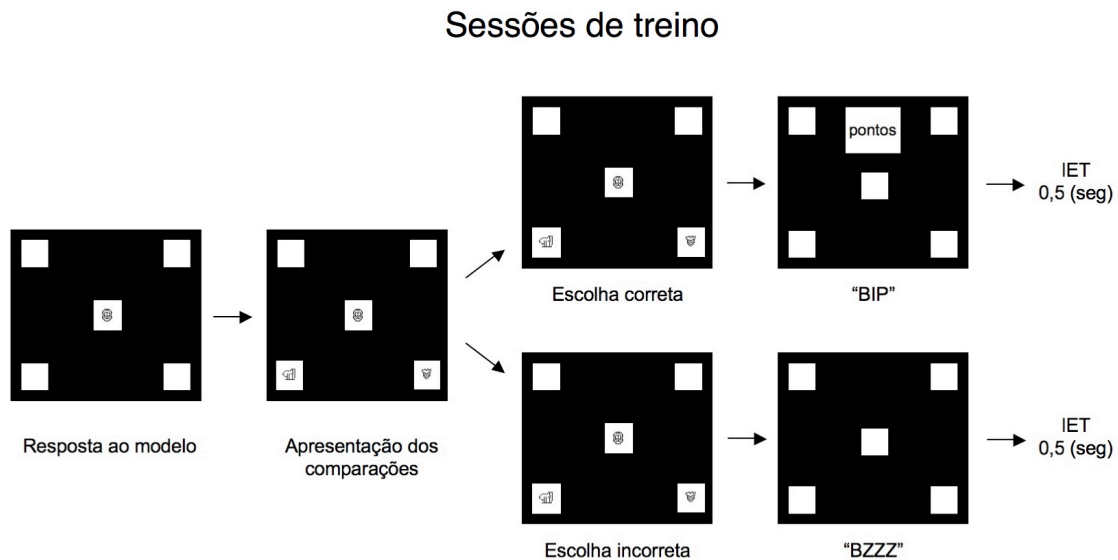 Sessões de treino
pontos
IET
0,5 (seg)
Escolha correta
“BIP”
Resposta ao modelo
Apresentação dos
comparações
IET
0,5 (seg)
Escolha incorreta
“BZZZ”